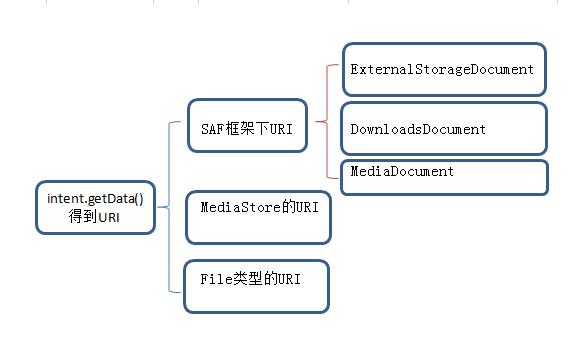 ExternalStorageDocument
SAF框架下URI
DownloadsDocument
MediaDocument
intent.getData()
得到URI
MediaStore的URI
File类型的URI